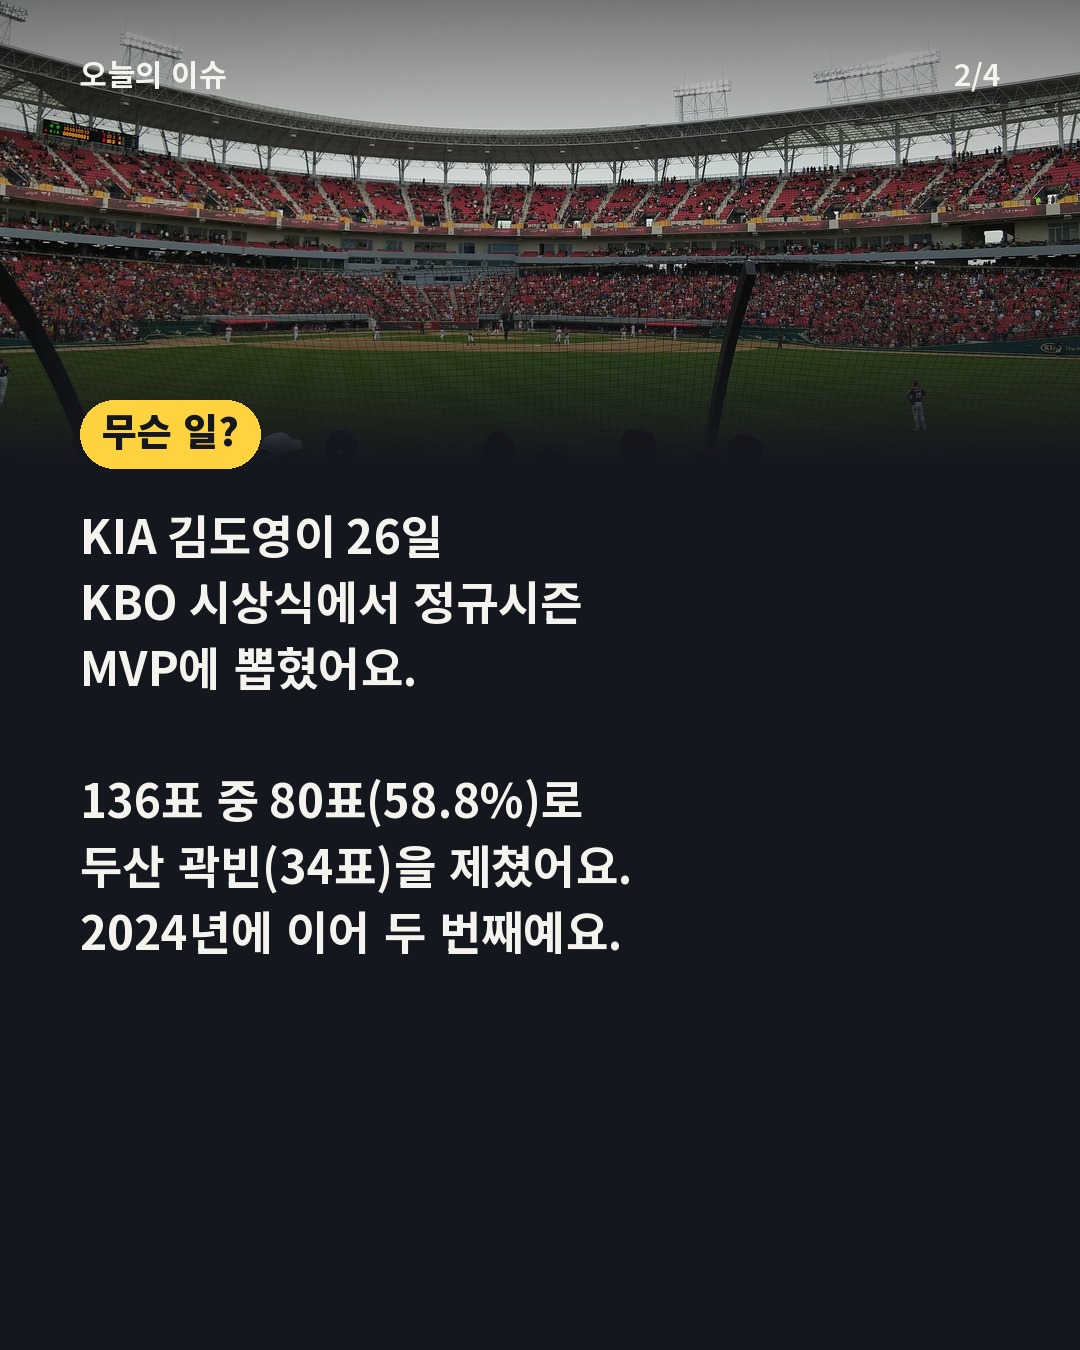 오늘의 이슈
2/4
무슨 일?
KIA 김도영이 26일
KBO 시상식에서 정규시즌
MVP에 뽑혔어요.
136표 중 80표(58.8%)로
두산 곽빈(34표)을 제쳤어요.
2024년에 이어 두 번째예요.